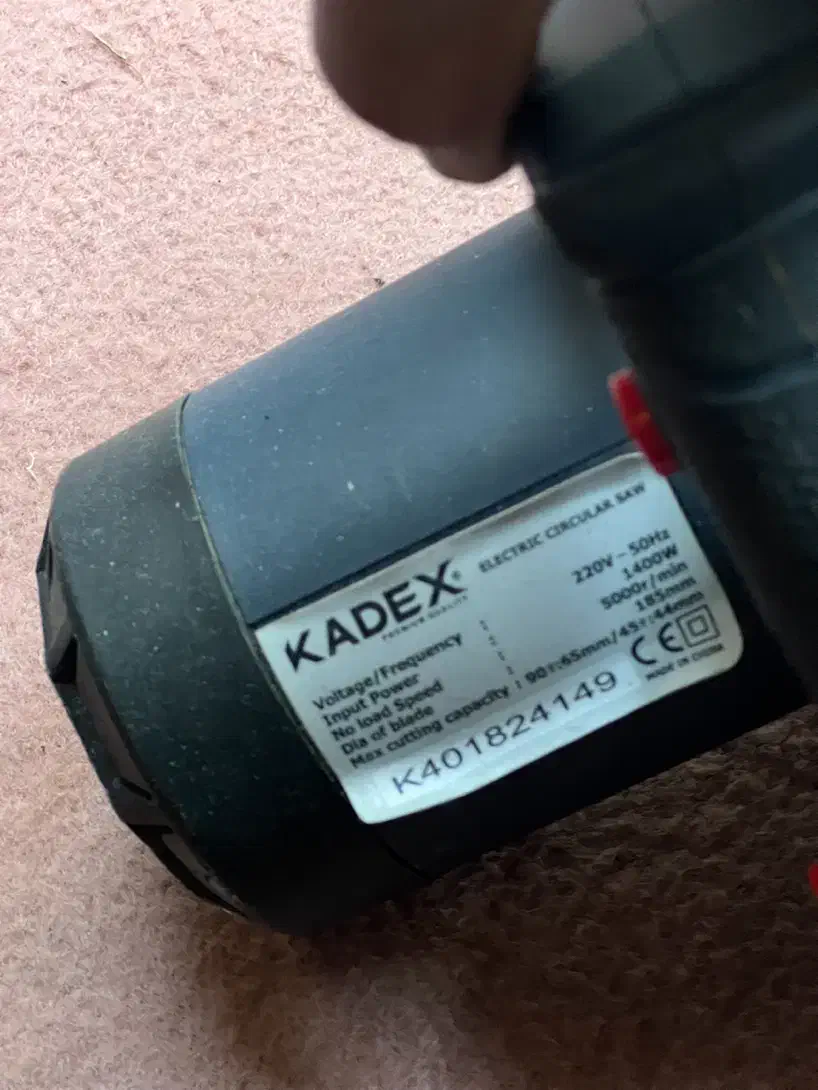 KADEX®
PREMIUM QUALITY
ELECTRIC CIRCULAR SAW
Voltage/Frequency : 220V~50Hz
Input Power : 1400W
No load Speed : 5000r/min
Dia of blade : 185mm
Max cutting capacity : 90°:65mm/45°:44mm
K401824149
CE
MADE IN CHINA